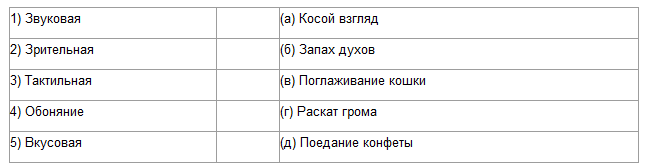 1) Звуковая (а) Косой взгляд
2) Зрительная (б) Запах духов
3) Тактильная (в) Поглаживание кошки
4) Обоняние (г) Раскат грома
5) Вкусовая (д) Поедание конфеты